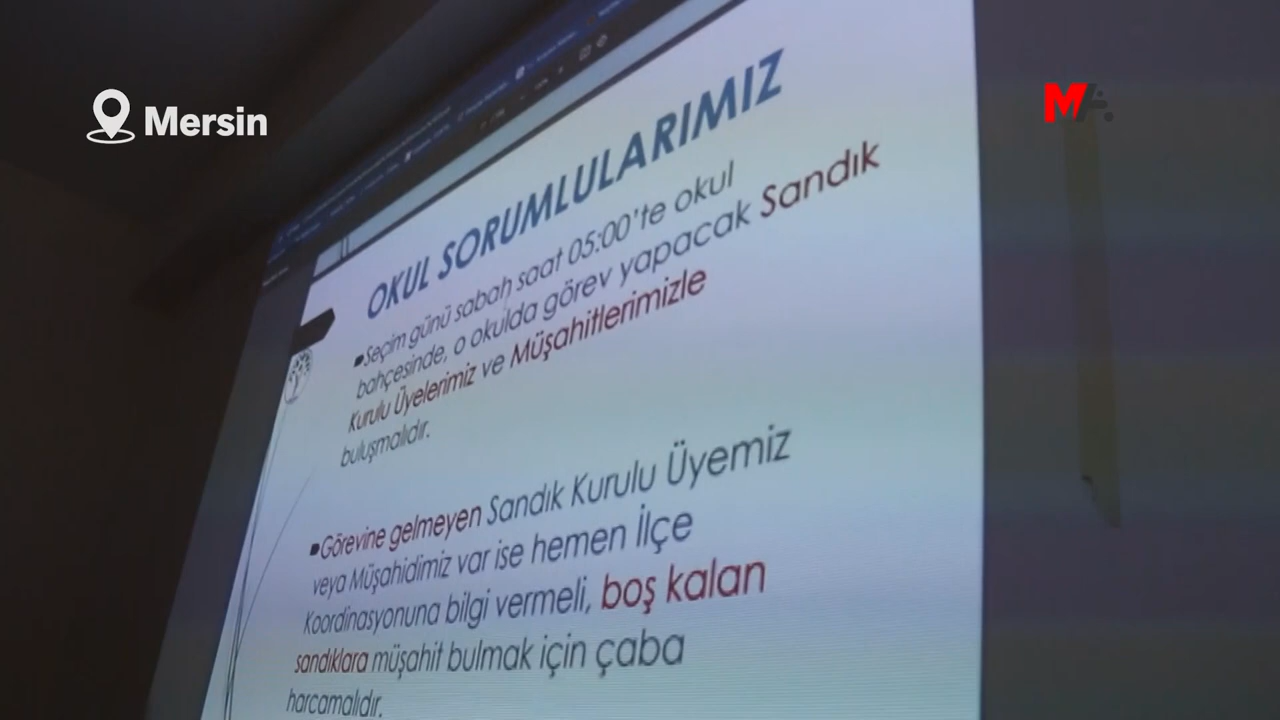 Mersin
MA
OKUL SORUMLULARIMIZ
Seçim günü sabah saat 05:00'te okul
bahçesinde, o okulda görev yapacak Sandık
Kurulu Üyelerimiz ve Müşahitlerimizle
buluşmalıdır.
Görevine gelmeyen Sandık Kurulu Üyemiz
veya Müşahidimiz var ise hemen İlçe
Koordinasyonuna bilgi vermeli, boş kalan
sandıklara müşahit bulmak için çaba
harcamalıdır.